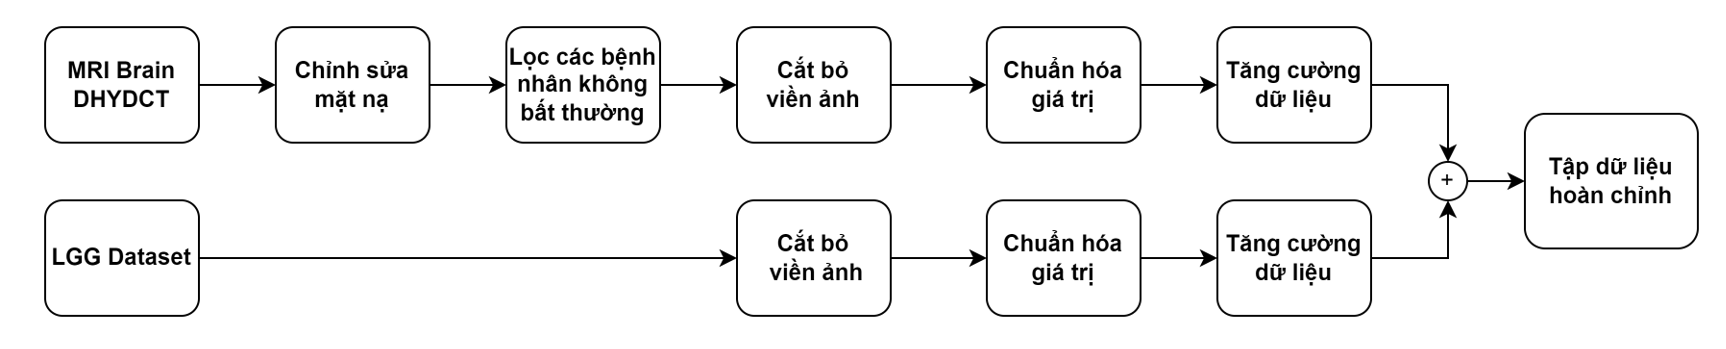 MRI Brain
DHYDCT
Chỉnh sửa
mặt nạ
Lọc các bệnh
nhân không
bất thường
Cắt bỏ
viền ảnh
Chuẩn hóa
giá trị
Tăng cường
dữ liệu
+
Tập dữ liệu
hoàn chỉnh
LGG Dataset
Cắt bỏ
viền ảnh
Chuẩn hóa
giá trị
Tăng cường
dữ liệu